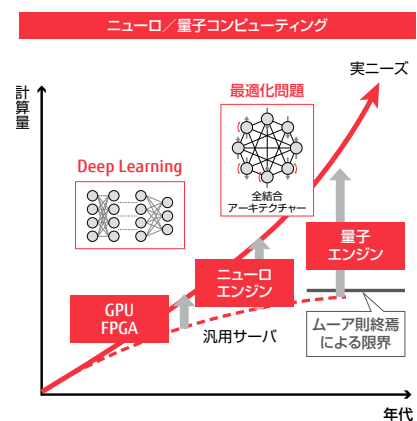 ニューロ／量子コンピューティング
実ニーズ
計算量
最適化問題
Deep Learning
全結合
アーキテクチャー
量子
エンジン
ニューロ
エンジン
GPU
FPGA
汎用サーバ
ムーア則終焉
による限界
年代